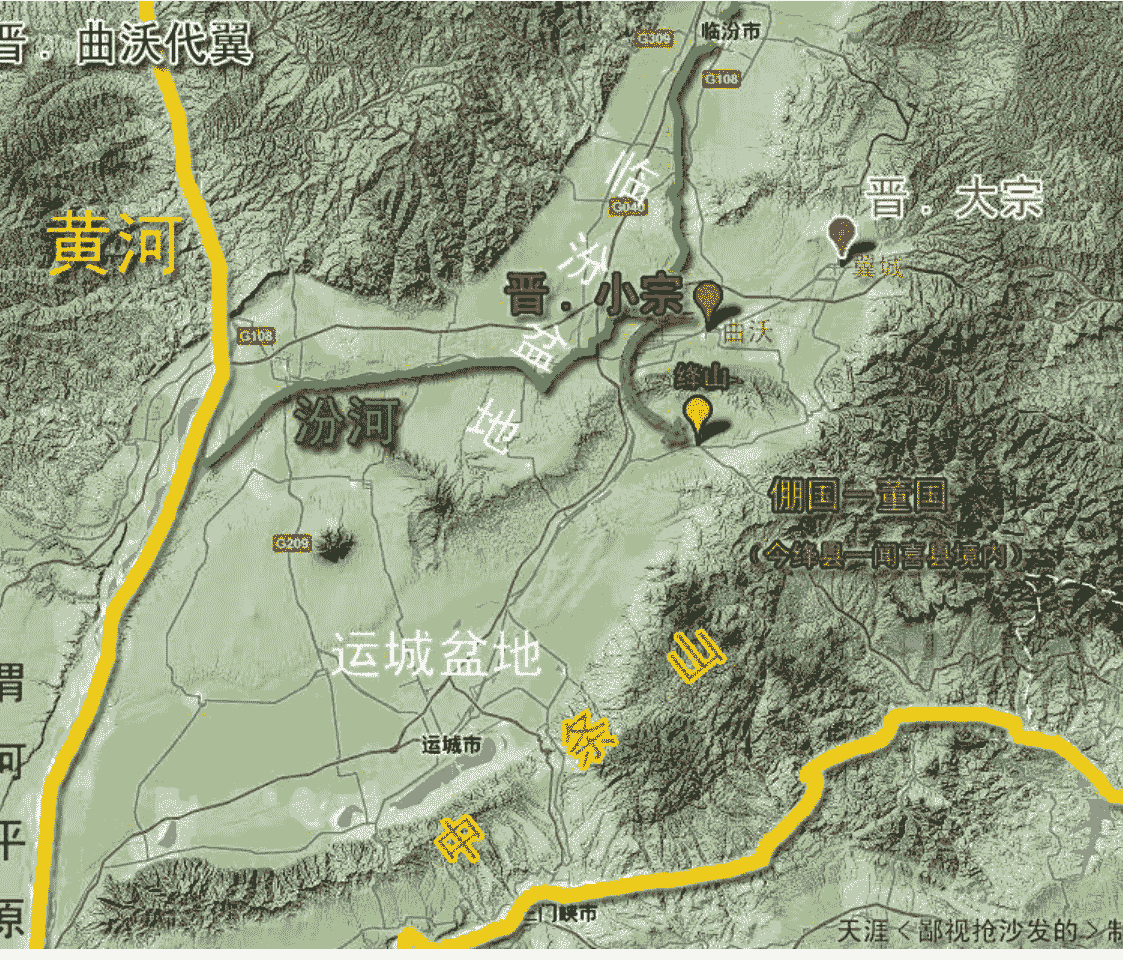 晋．曲沃代翼
G309
临汾市
G108
晋．大宗
临汾盆地
黄河
翼城
晋．小宗
曲沃
G108
绛山
汾河
倗国—董国
（今绛县—闻喜县境内）
G209
运城盆地
中条山
渭河平原
运城市
三门峡市
天涯＜鄙视抢沙发的＞制